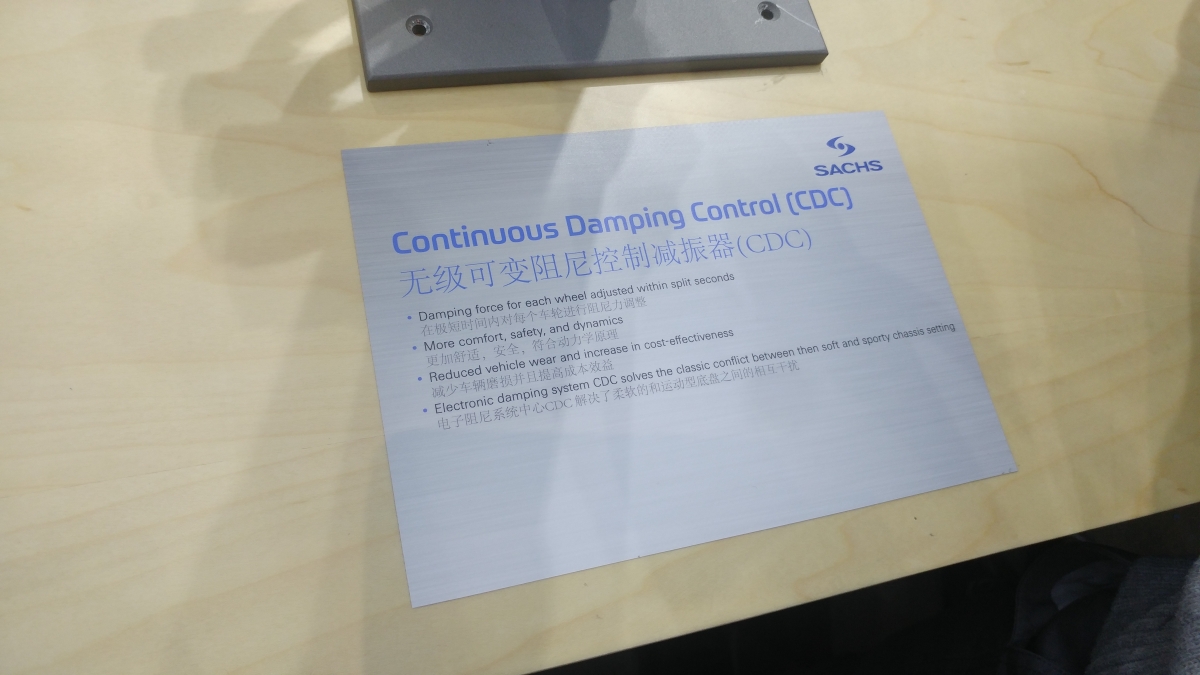 SACHS
Continuous Damping Control (CDC)
无级可变阻尼控制减振器(CDC)
• Damping force for each wheel adjusted within split seconds
在极短时间内对每个车轮进行阻尼力调整
• More comfort, safety, and dynamics
更加舒适，安全，符合动力学原理
• Reduced vehicle wear and increase in cost-effectiveness
减少车辆磨损并且提高成本效益
• Electronic damping system CDC solves the classic conflict between then soft and sporty chassis setting
电子阻尼系统中心CDC 解决了柔软的和运动型底盘之间的相互干扰